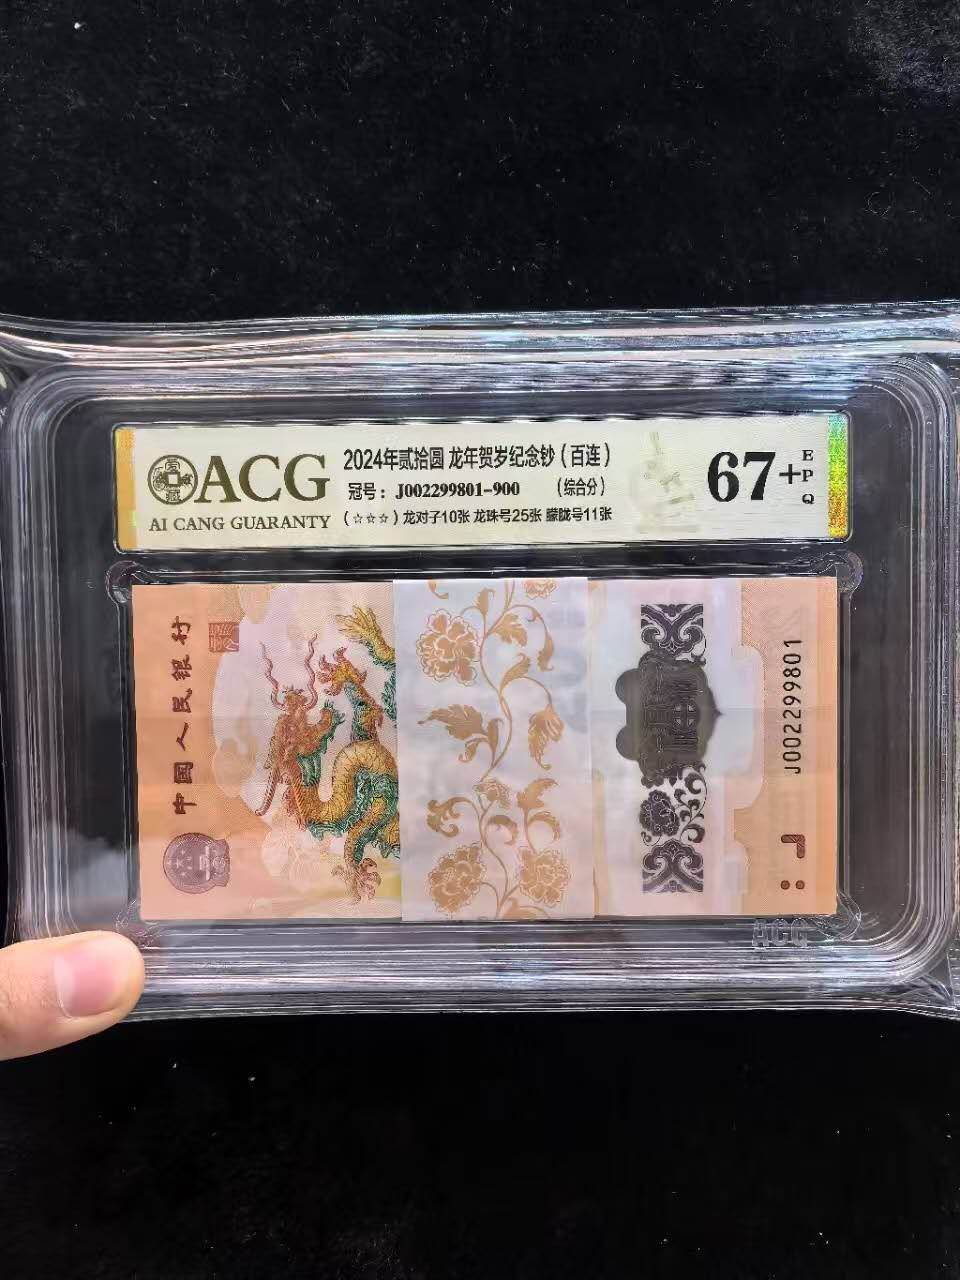 ACG
AI CANG GUARANTY
2024年贰拾圆 龙年贺岁纪念钞（百连）
冠号：J002299801-900 （综合分）
（☆☆☆）龙对子10张 龙珠号25张 朦胧号11张
67+
EPQ
中国人民银行
J002299801
J
ACG